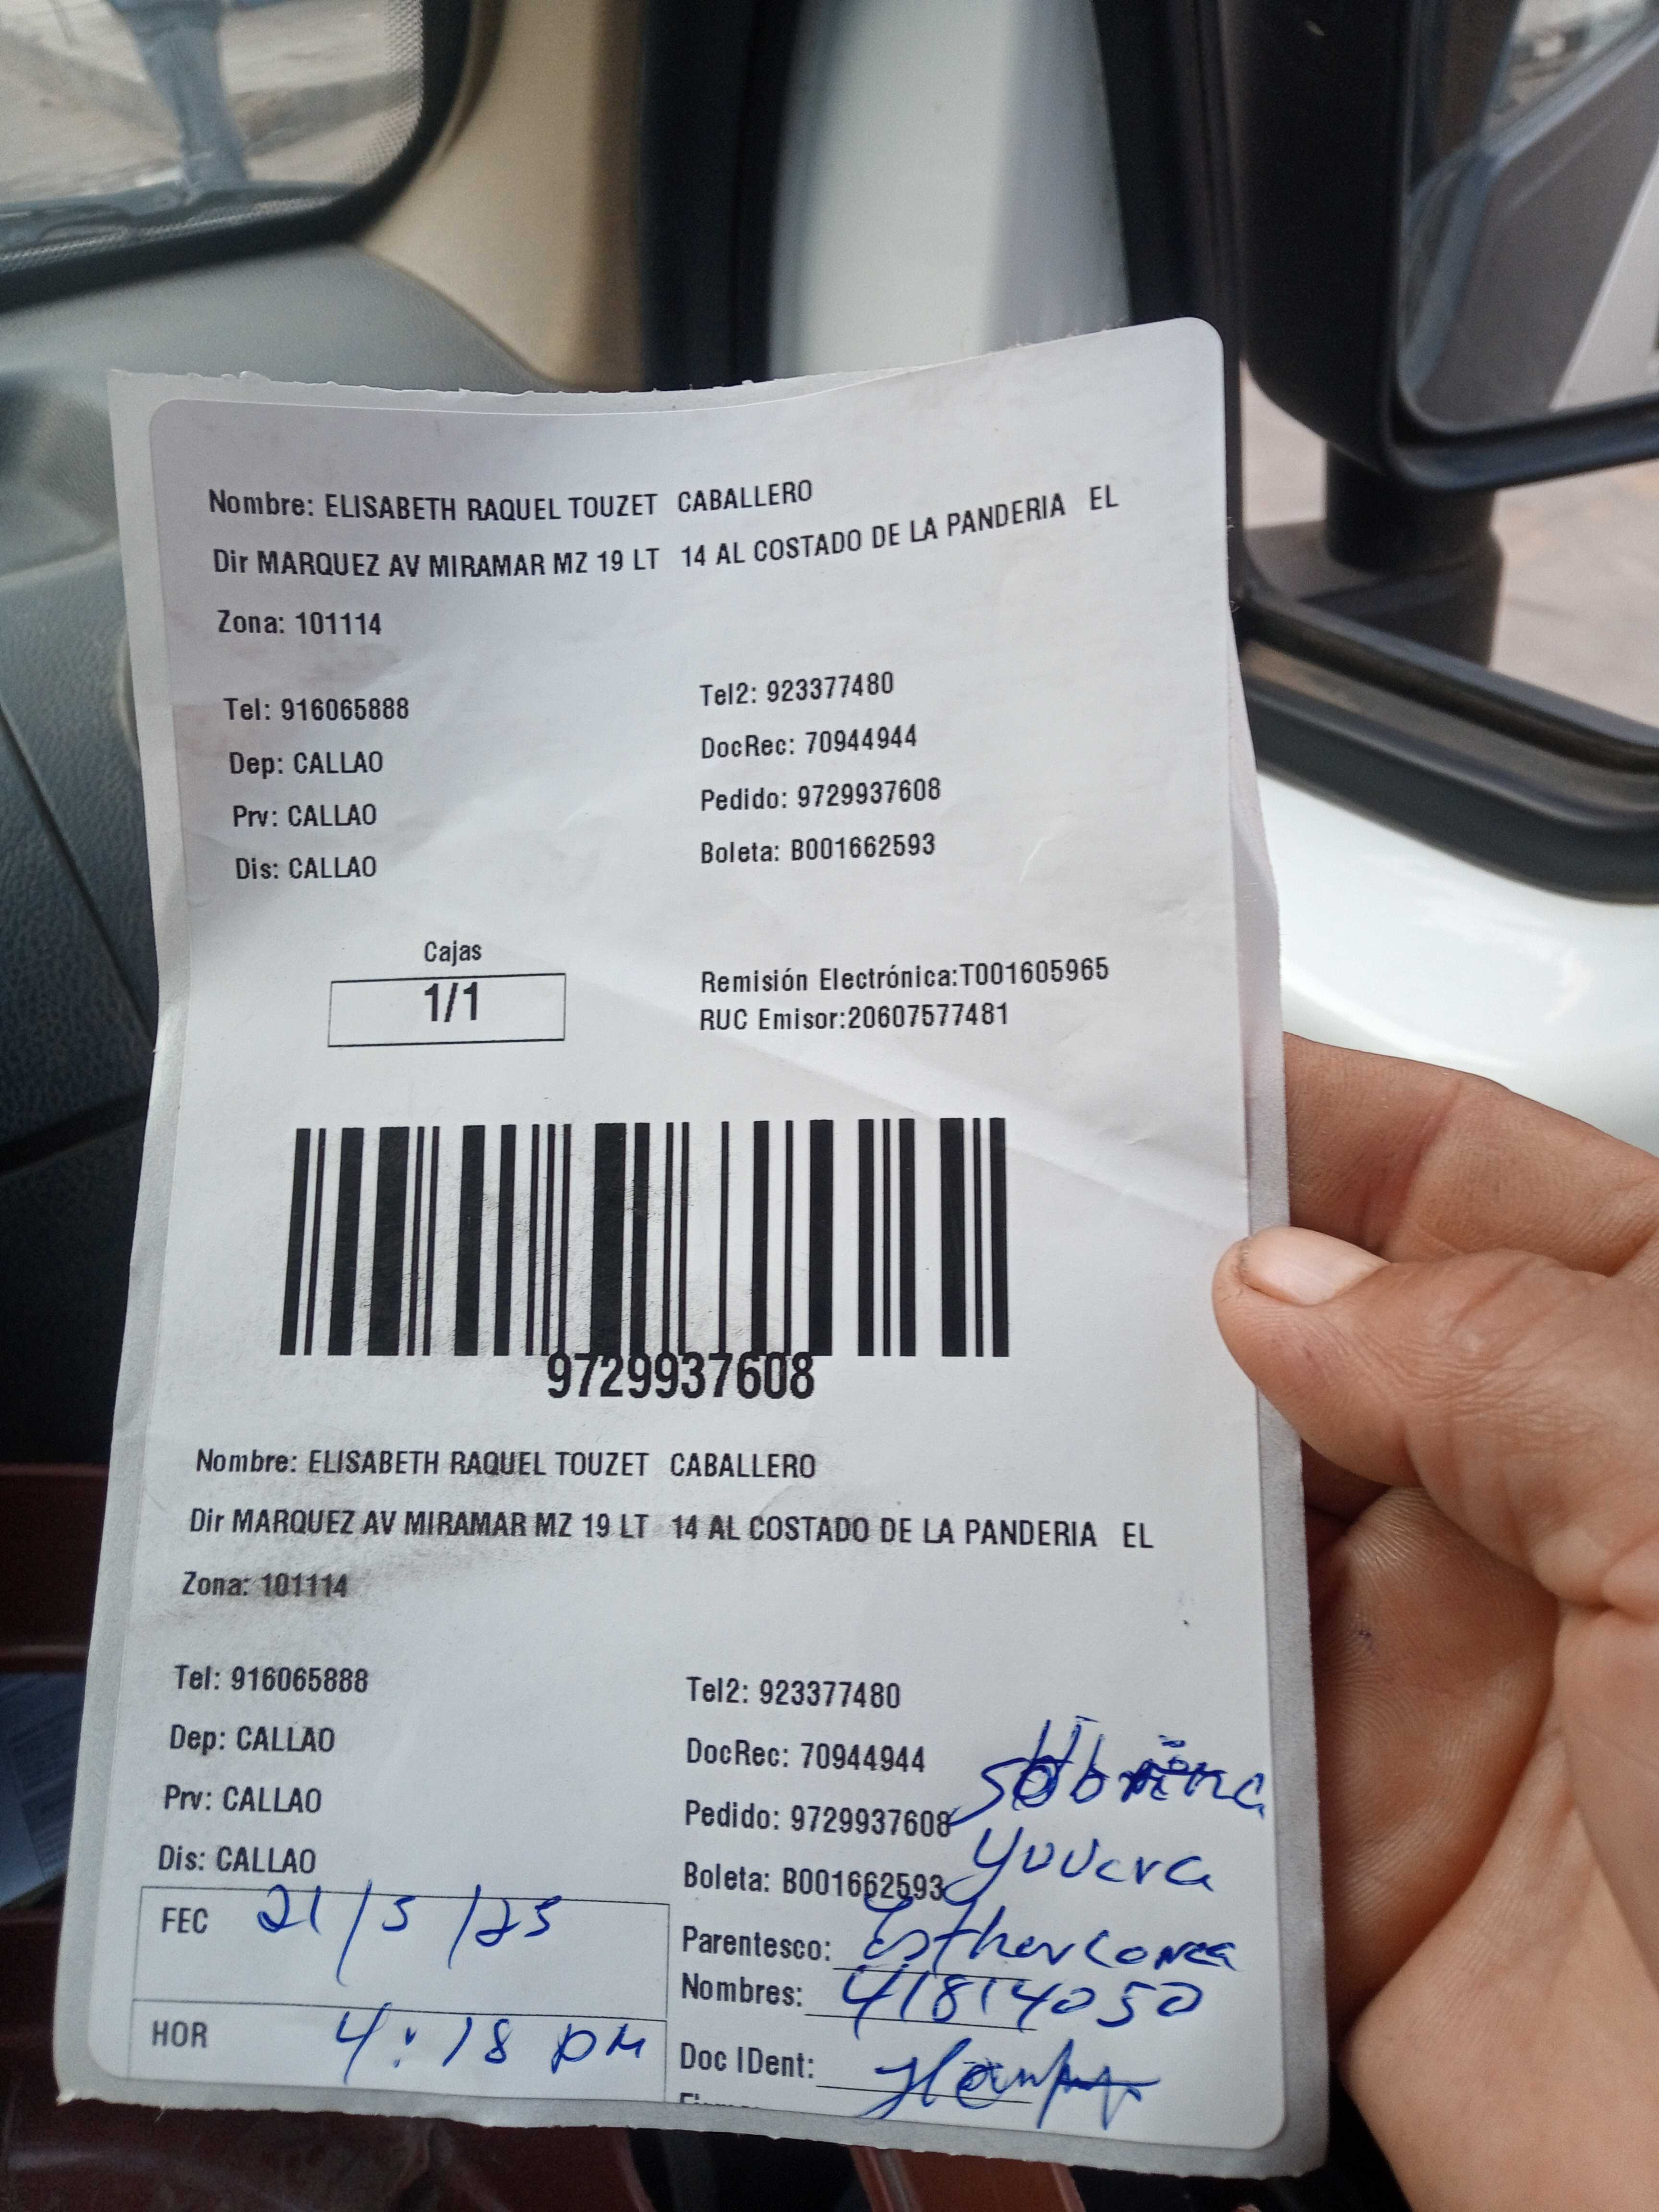 Nombre: ELISABETH RAQUEL TOUZET CABALLERO
Dir MARQUEZ AV MIRAMAR MZ 19 LT 14 AL COSTADO DE LA PANDERIA EL
Zona: 101114
Tel: 916065888
Tel2: 923377480
Dep: CALLAO
DocRec: 70944944
Prv: CALLAO
Pedido: 9729937608
Dis: CALLAO
Boleta: B001662593
Cajas
1/1
Remisión Electrónica:T001605965
RUC Emisor:20607577481
9729937608
Nombre: ELISABETH RAQUEL TOUZET CABALLERO
Dir MARQUEZ AV MIRAMAR MZ 19 LT 14 AL COSTADO DE LA PANDERIA EL
Zona: 101114
Tel: 916065888
Tel2: 923377480
Dep: CALLAO
DocRec: 70944944
Prv: CALLAO
Pedido: 9729937608
Dis: CALLAO
Boleta: B001662593
FEC 21/5/25
Parentesco: Esther
Nombres: 41814050
HOR 4:18 PM
Doc IDent: